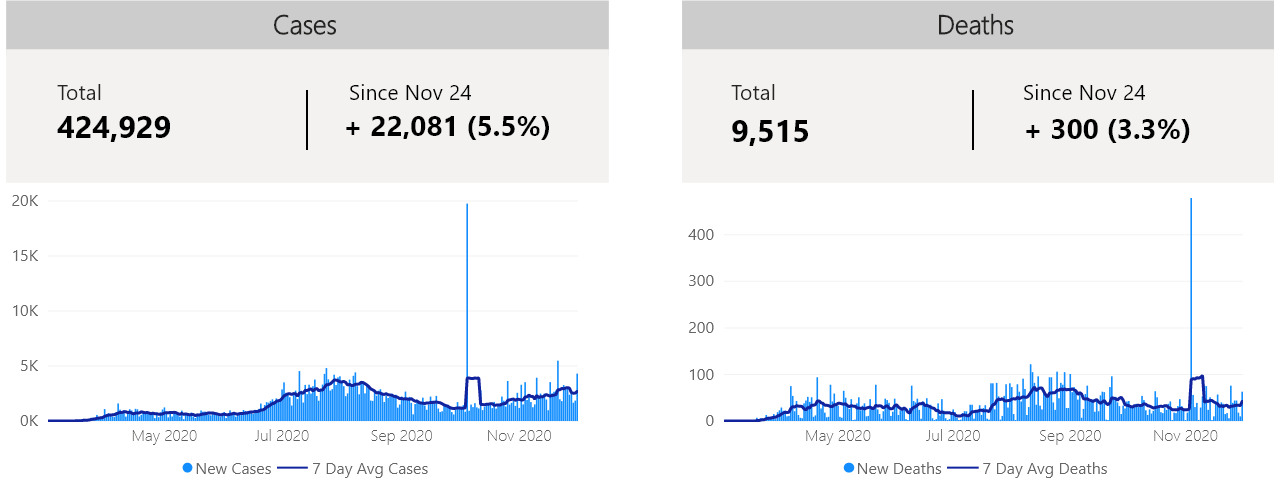 Cases
Total
424,929
Since Nov 24
+ 22,081 (5.5%)
20K
15K
10K
5K
0K
May 2020
Jul 2020
Sep 2020
Nov 2020
New Cases
7 Day Avg Cases
Deaths
Total
9,515
Since Nov 24
+ 300 (3.3%)
400
300
200
100
0
May 2020
Jul 2020
Sep 2020
Nov 2020
New Deaths
7 Day Avg Deaths